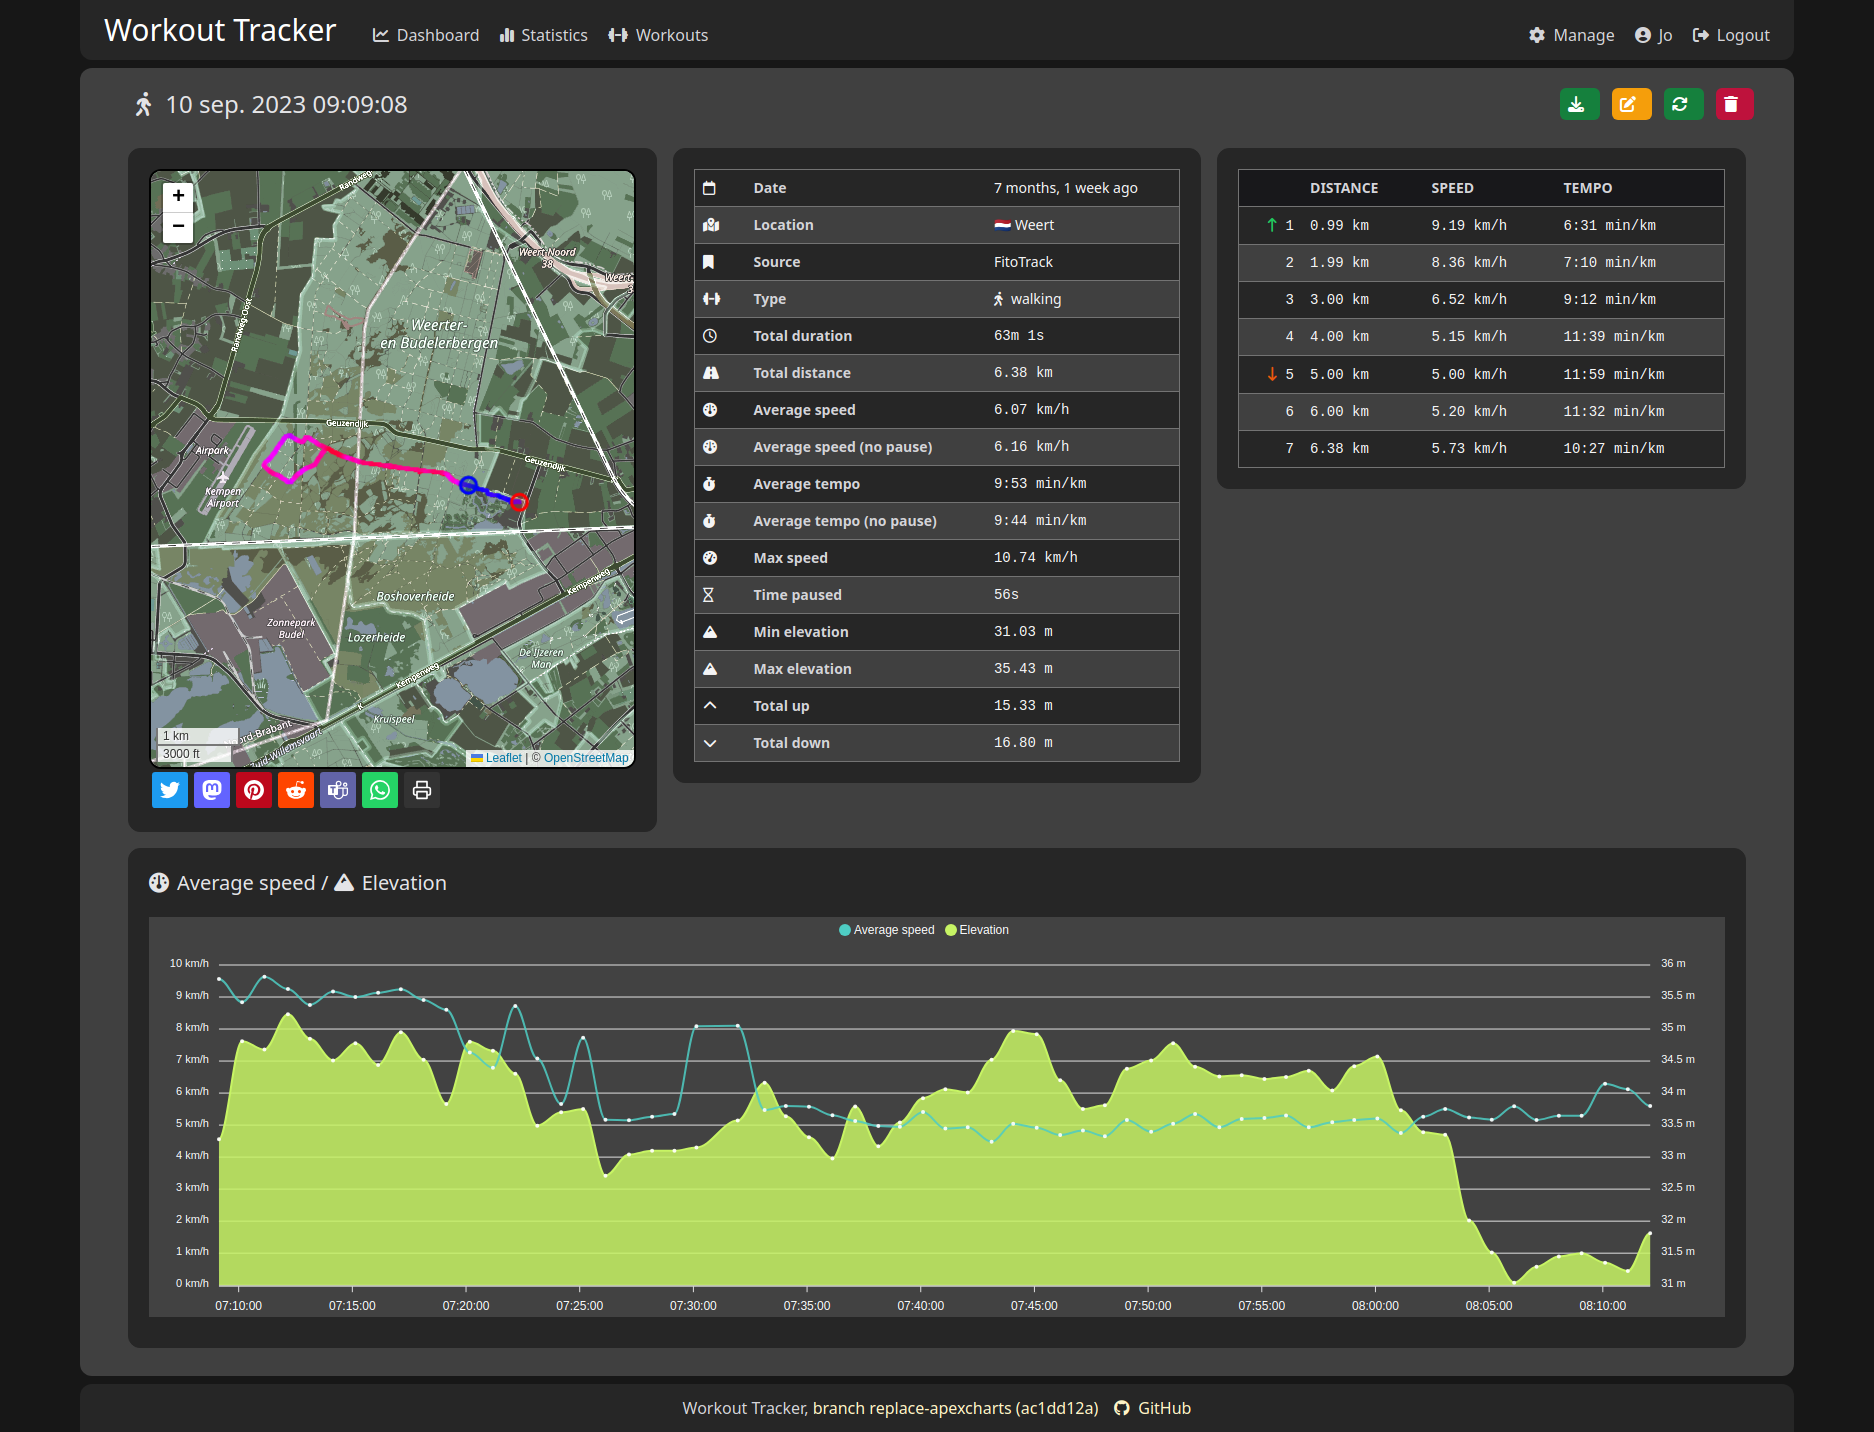 Workout Tracker Dashboard Statistics Workouts Manage Jo Logout
10 sep. 2023 09:09:08
+
−
Randweg
Weert-Noord
38
Weert-
Randweg-Oost
Weerter-
en Budelerbergen
Geuzendijk
Airpark
Geuzendijk
Kempen
Airport
Kempenweg
Boshoverheide
Zonnepark
Budel
Lozerheide
De IJzeren
Man
Kempenweg
K
Kruispeel
Noord-Brabant
Zuid-Willemsvaart
1 km
3000 ft
Leaflet | © OpenStreetMap
Date 7 months, 1 week ago
Location Weert
Source FitoTrack
Type walking
Total duration 63m 1s
Total distance 6.38 km
Average speed 6.07 km/h
Average speed (no pause) 6.16 km/h
Average tempo 9:53 min/km
Average tempo (no pause) 9:44 min/km
Max speed 10.74 km/h
Time paused 56s
Min elevation 31.03 m
Max elevation 35.43 m
Total up 15.33 m
Total down 16.80 m
DISTANCE SPEED TEMPO
1 0.99 km 9.19 km/h 6:31 min/km
2 1.99 km 8.36 km/h 7:10 min/km
3 3.00 km 6.52 km/h 9:12 min/km
4 4.00 km 5.15 km/h 11:39 min/km
5 5.00 km 5.00 km/h 11:59 min/km
6 6.00 km 5.20 km/h 11:32 min/km
7 6.38 km 5.73 km/h 10:27 min/km
Average speed / Elevation
Average speed Elevation
10 km/h 36 m
9 km/h 35.5 m
8 km/h 35 m
7 km/h 34.5 m
6 km/h 34 m
5 km/h 33.5 m
4 km/h 33 m
3 km/h 32.5 m
2 km/h 32 m
1 km/h 31.5 m
0 km/h 31 m
07:10:00 07:15:00 07:20:00 07:25:00 07:30:00 07:35:00 07:40:00 07:45:00 07:50:00 07:55:00 08:00:00 08:05:00 08:10:00
Workout Tracker, branch replace-apexcharts (ac1dd12a) GitHub